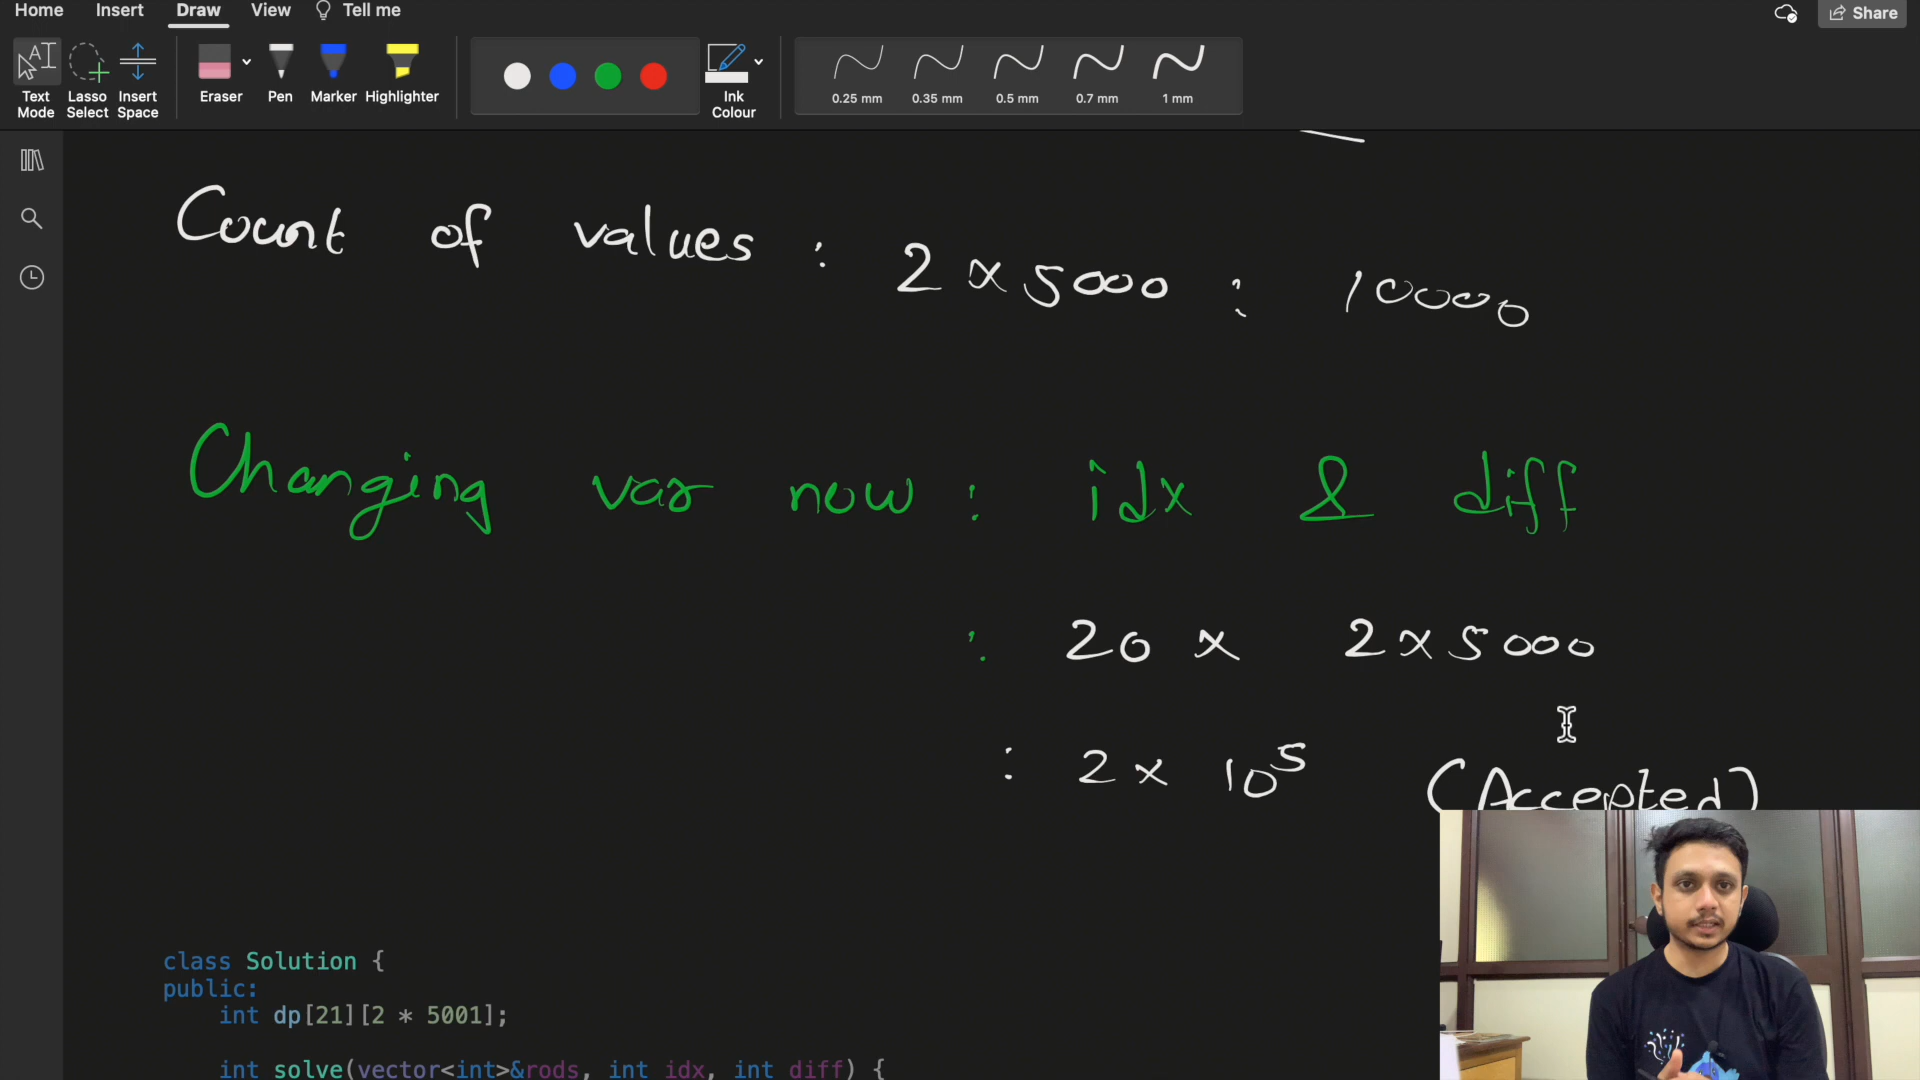 Home Insert Draw View Tell me Share
Text Mode Lasso Select Insert Space Eraser Pen Marker Highlighter Ink Colour 0.25 mm 0.35 mm 0.5 mm 0.7 mm 1 mm
Count of values : 2 x 5000 : 10000
Changing var now : idx & diff
: 20 x 2 x 5000
: 2 x 10^5 (Accepted)
class Solution {
public:
int dp[21][2 * 5001];
int solve(vector<int>&rods, int idx, int diff) {